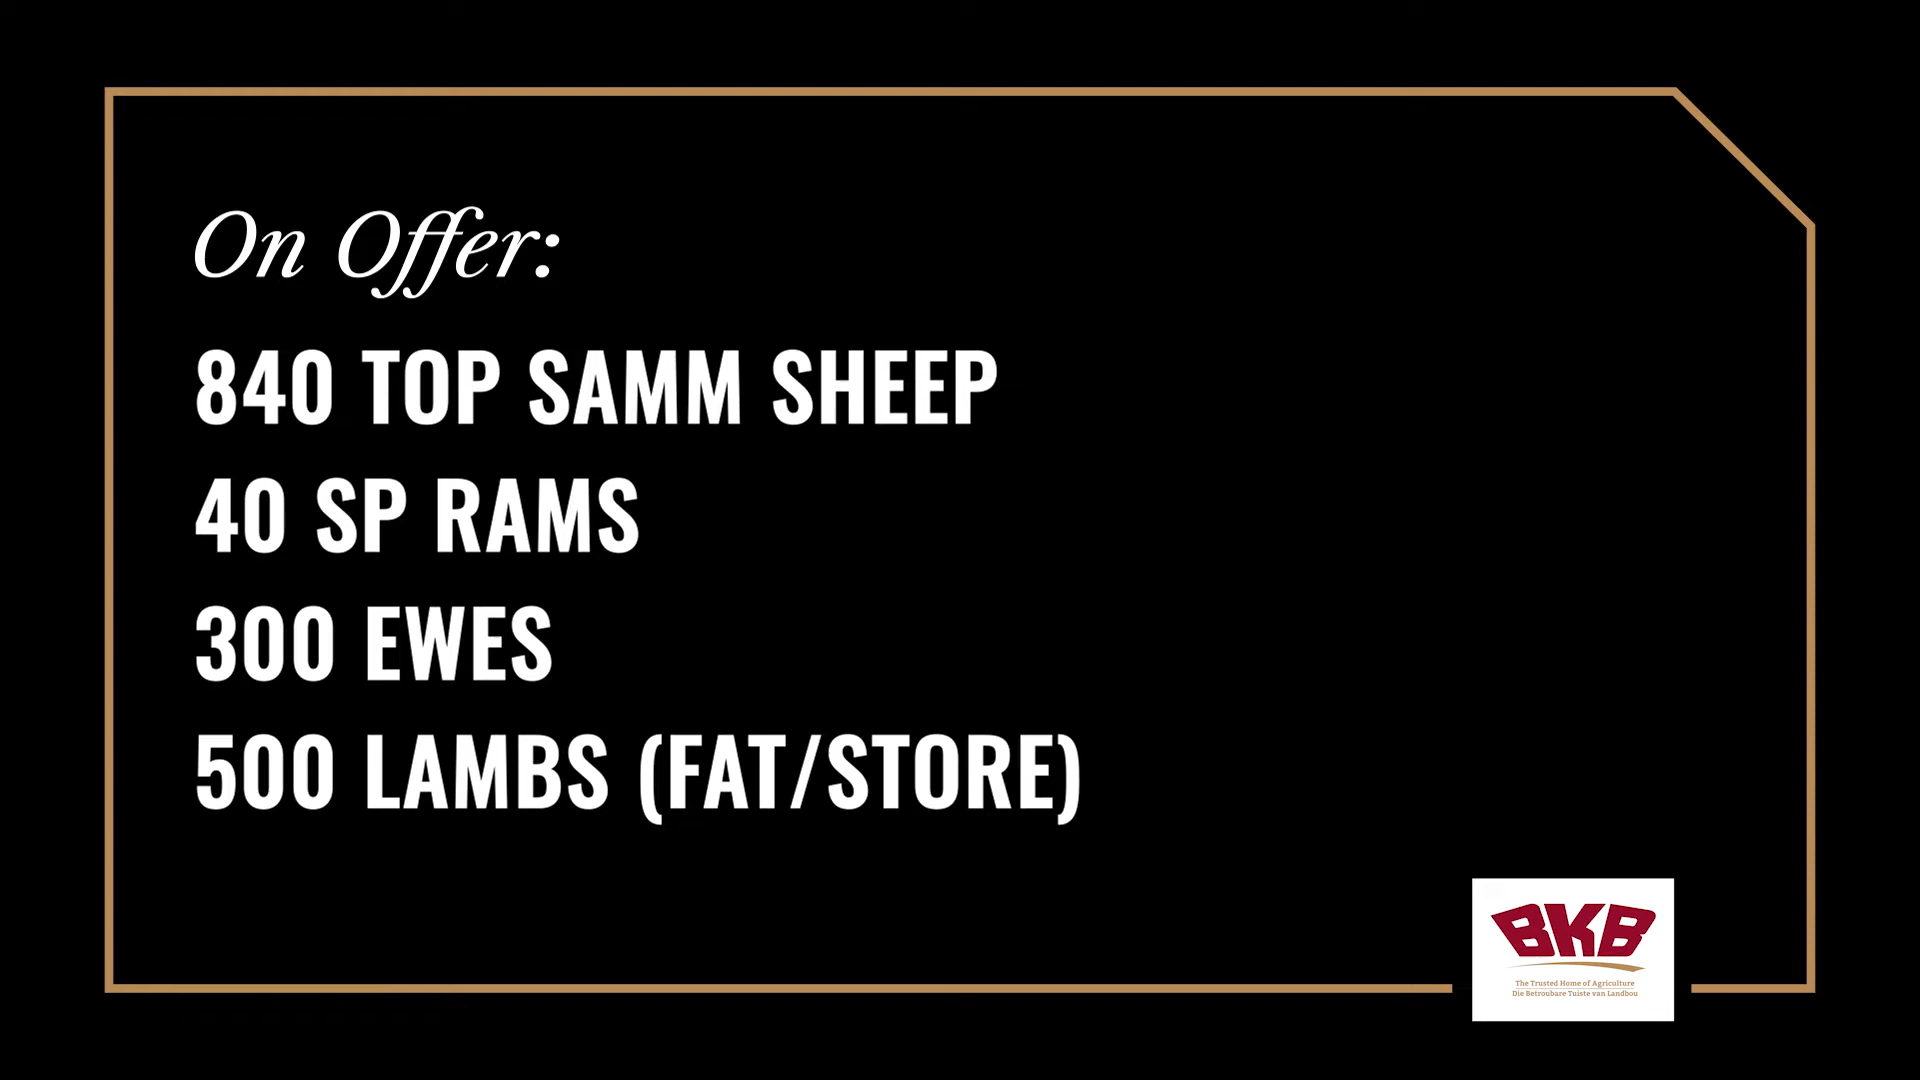 On Offer:
840 TOP SAMM SHEEP
40 SP RAMS
300 EWES
500 LAMBS (FAT/STORE)
BKB
The Trusted Home of Agriculture
Die Betroubare Tuiste van Landbou